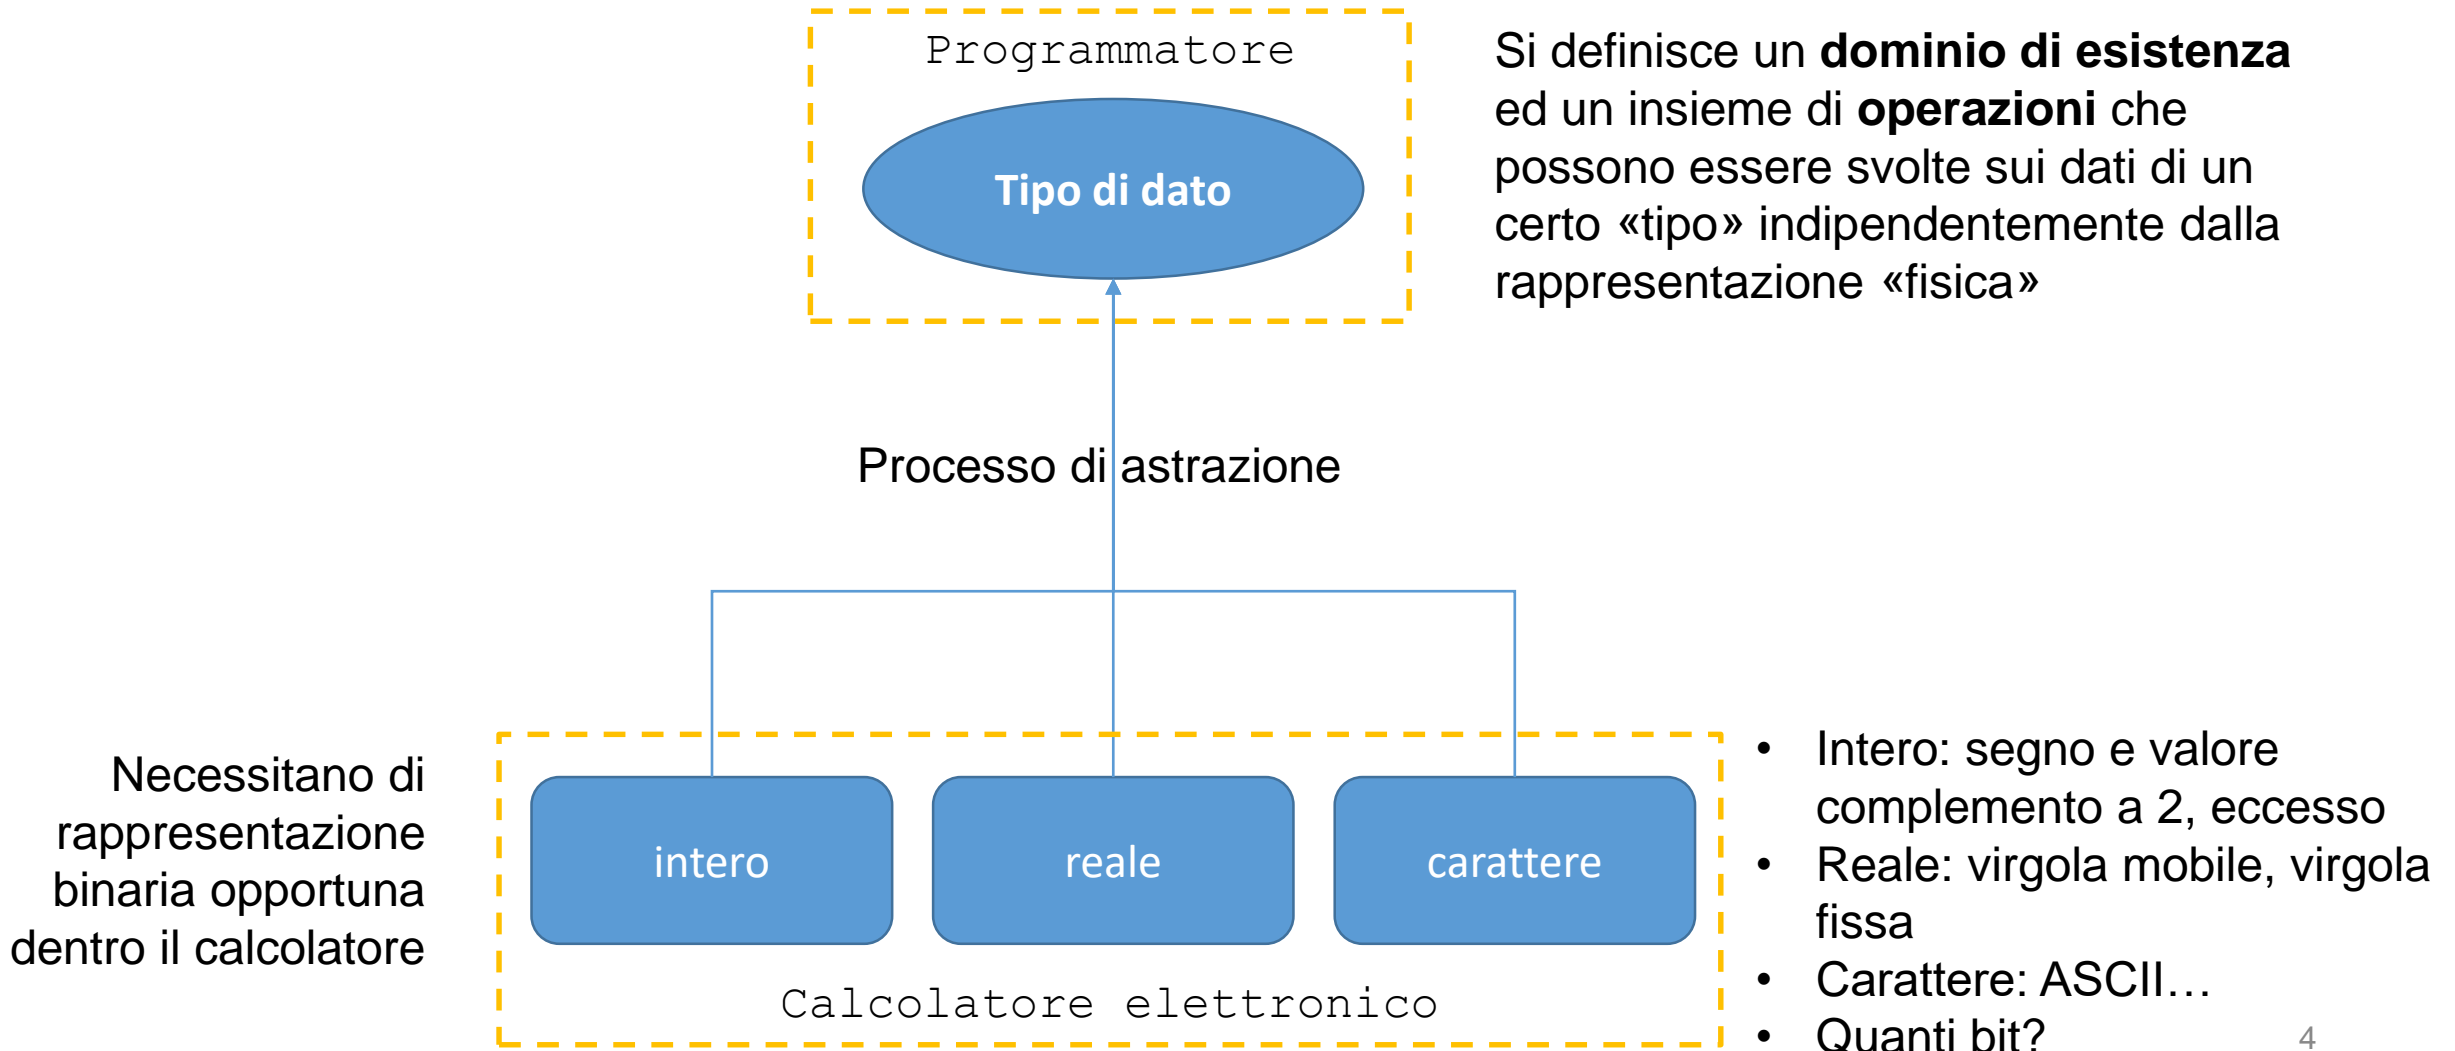 Programmatore
Tipo di dato
Si definisce un dominio di esistenza
ed un insieme di operazioni che
possono essere svolte sui dati di un
certo «tipo» indipendentemente dalla
rappresentazione «fisica»
Processo di astrazione
Necessitano di
rappresentazione
binaria opportuna
dentro il calcolatore
intero
reale
carattere
Calcolatore elettronico
• Intero: segno e valore
complemento a 2, eccesso
• Reale: virgola mobile, virgola
fissa
• Carattere: ASCII…
• Quanti bit?
4